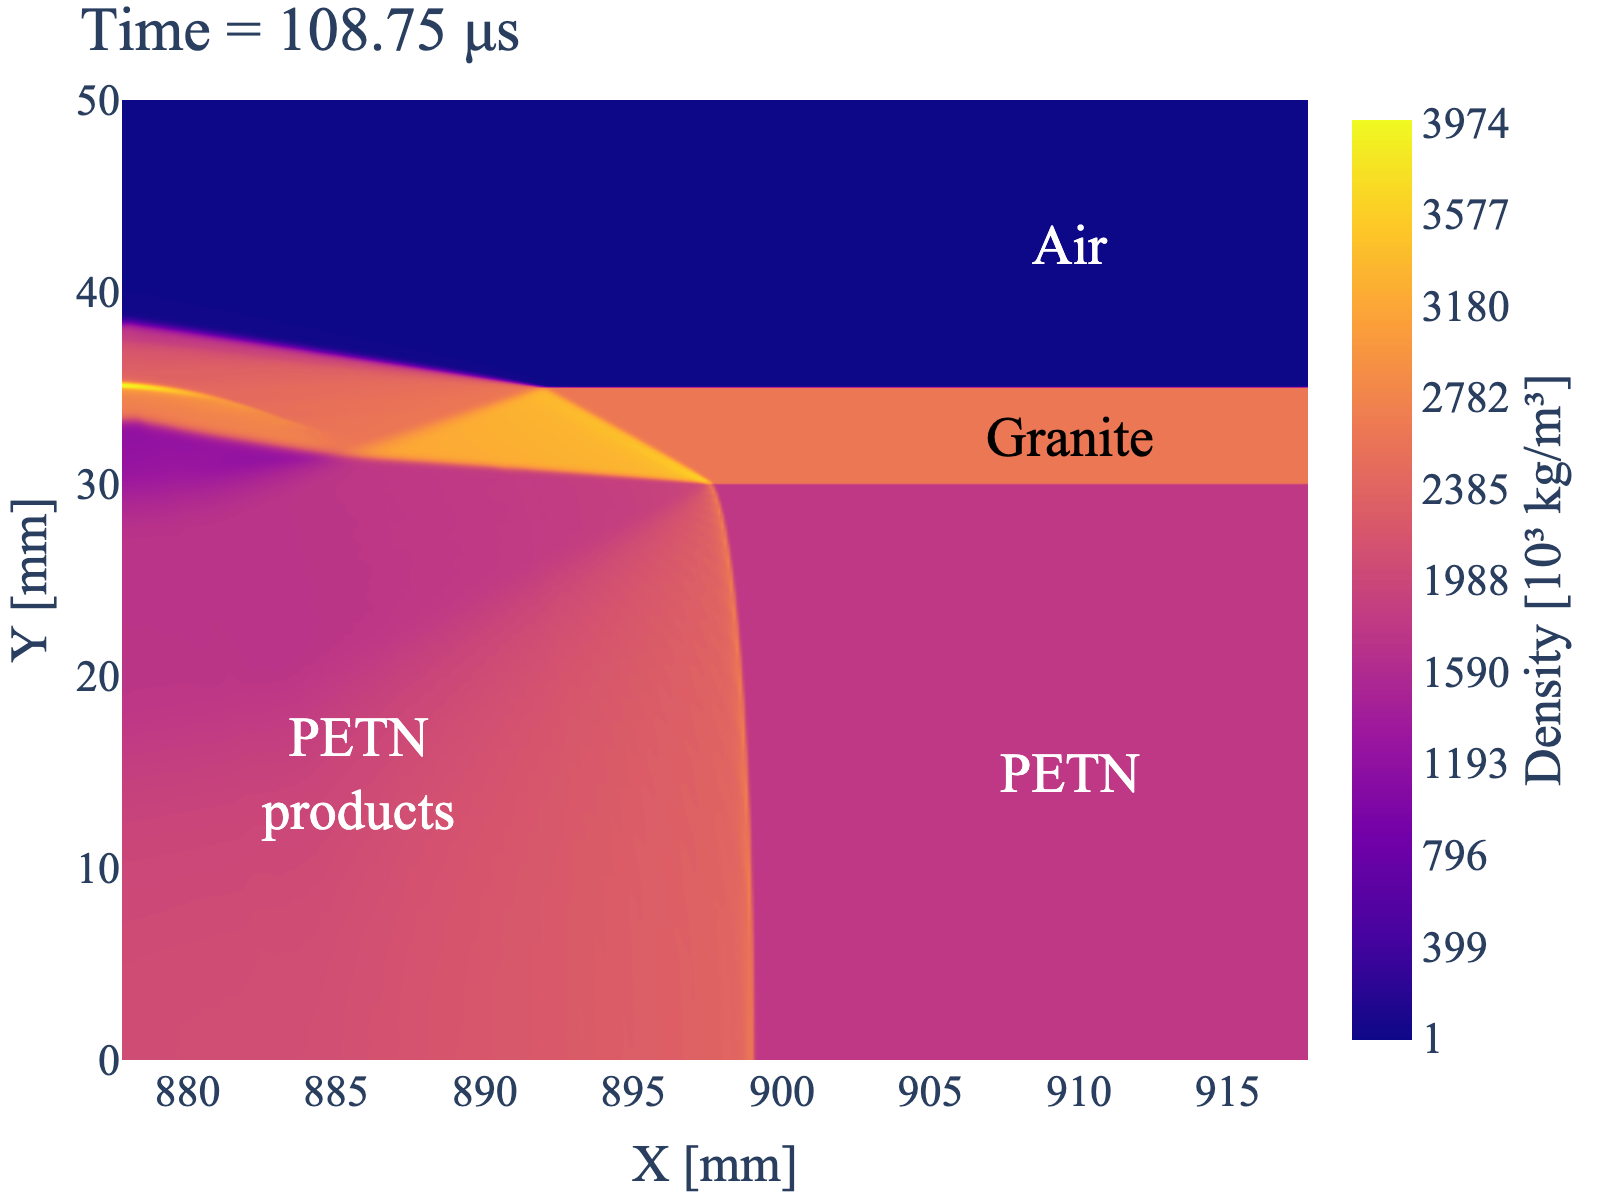 Time = 108.75 μs
50
40
30
20
10
0
Y [mm]
Air
Granite
PETN
products
PETN
880 885 890 895 900 905 910 915
X [mm]
3974
3577
3180
2782
2385
1988
1590
1193
796
399
1
Density [10³ kg/m³]